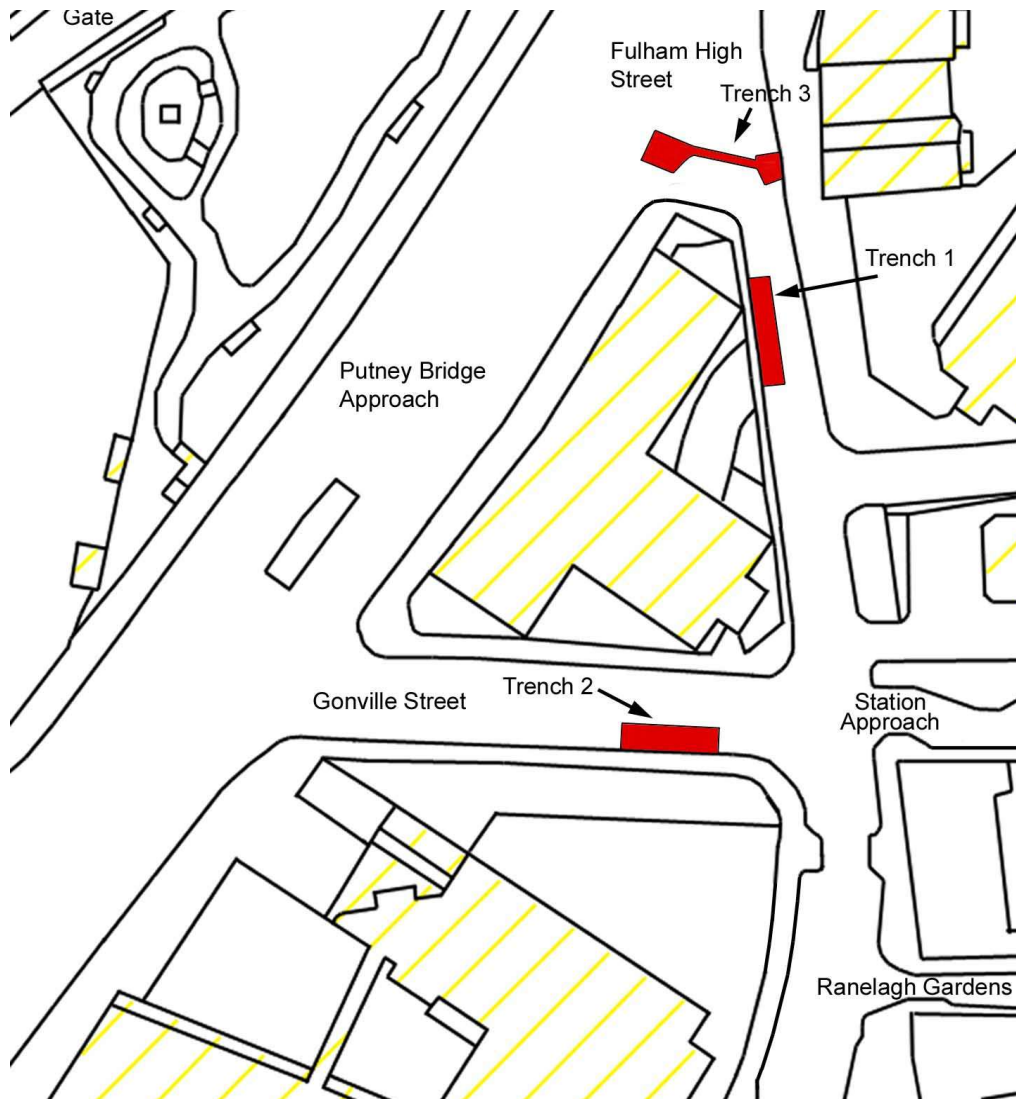 Gate
Fulham High
Street
Trench 3
Trench 1
Putney Bridge
Approach
Trench 2
Gonville Street
Station
Approach
Ranelagh Gardens